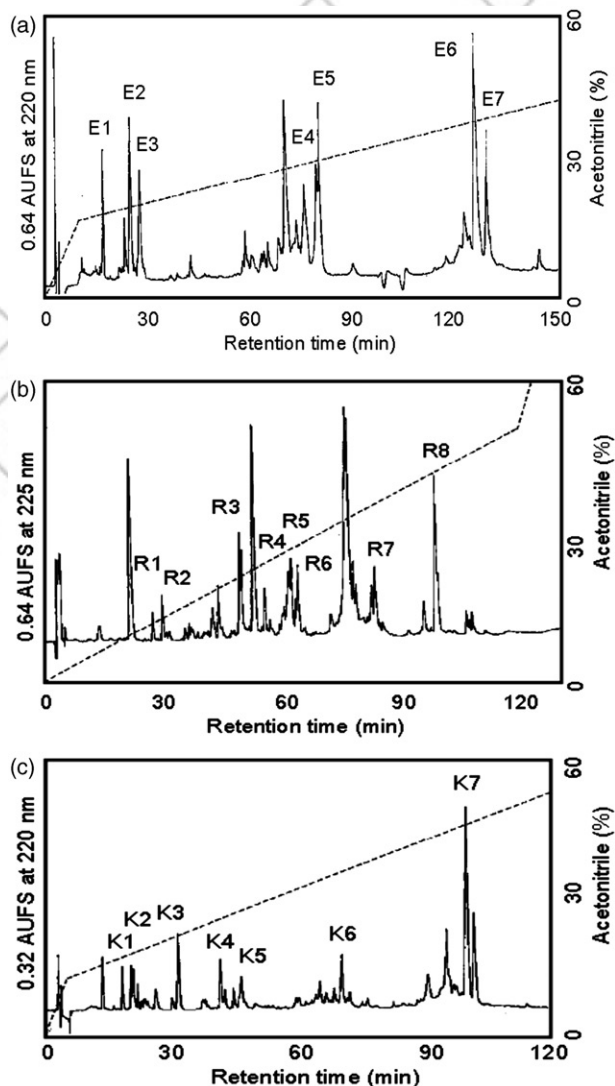 (a)
0.64 AUFS at 220 nm
E1
E2
E3
E4
E5
E6
E7
60
30
0
Acetonitrile (%)
0 30 60 90 120 150
Retention time (min)
(b)
0.64 AUFS at 225 nm
R1
R2
R3
R4
R5
R6
R7
R8
60
30
0
Acetonitrile (%)
0 30 60 90 120
Retention time (min)
(c)
0.32 AUFS at 220 nm
K1
K2
K3
K4
K5
K6
K7
60
30
0
Acetonitrile (%)
0 30 60 90 120
Retention time (min)